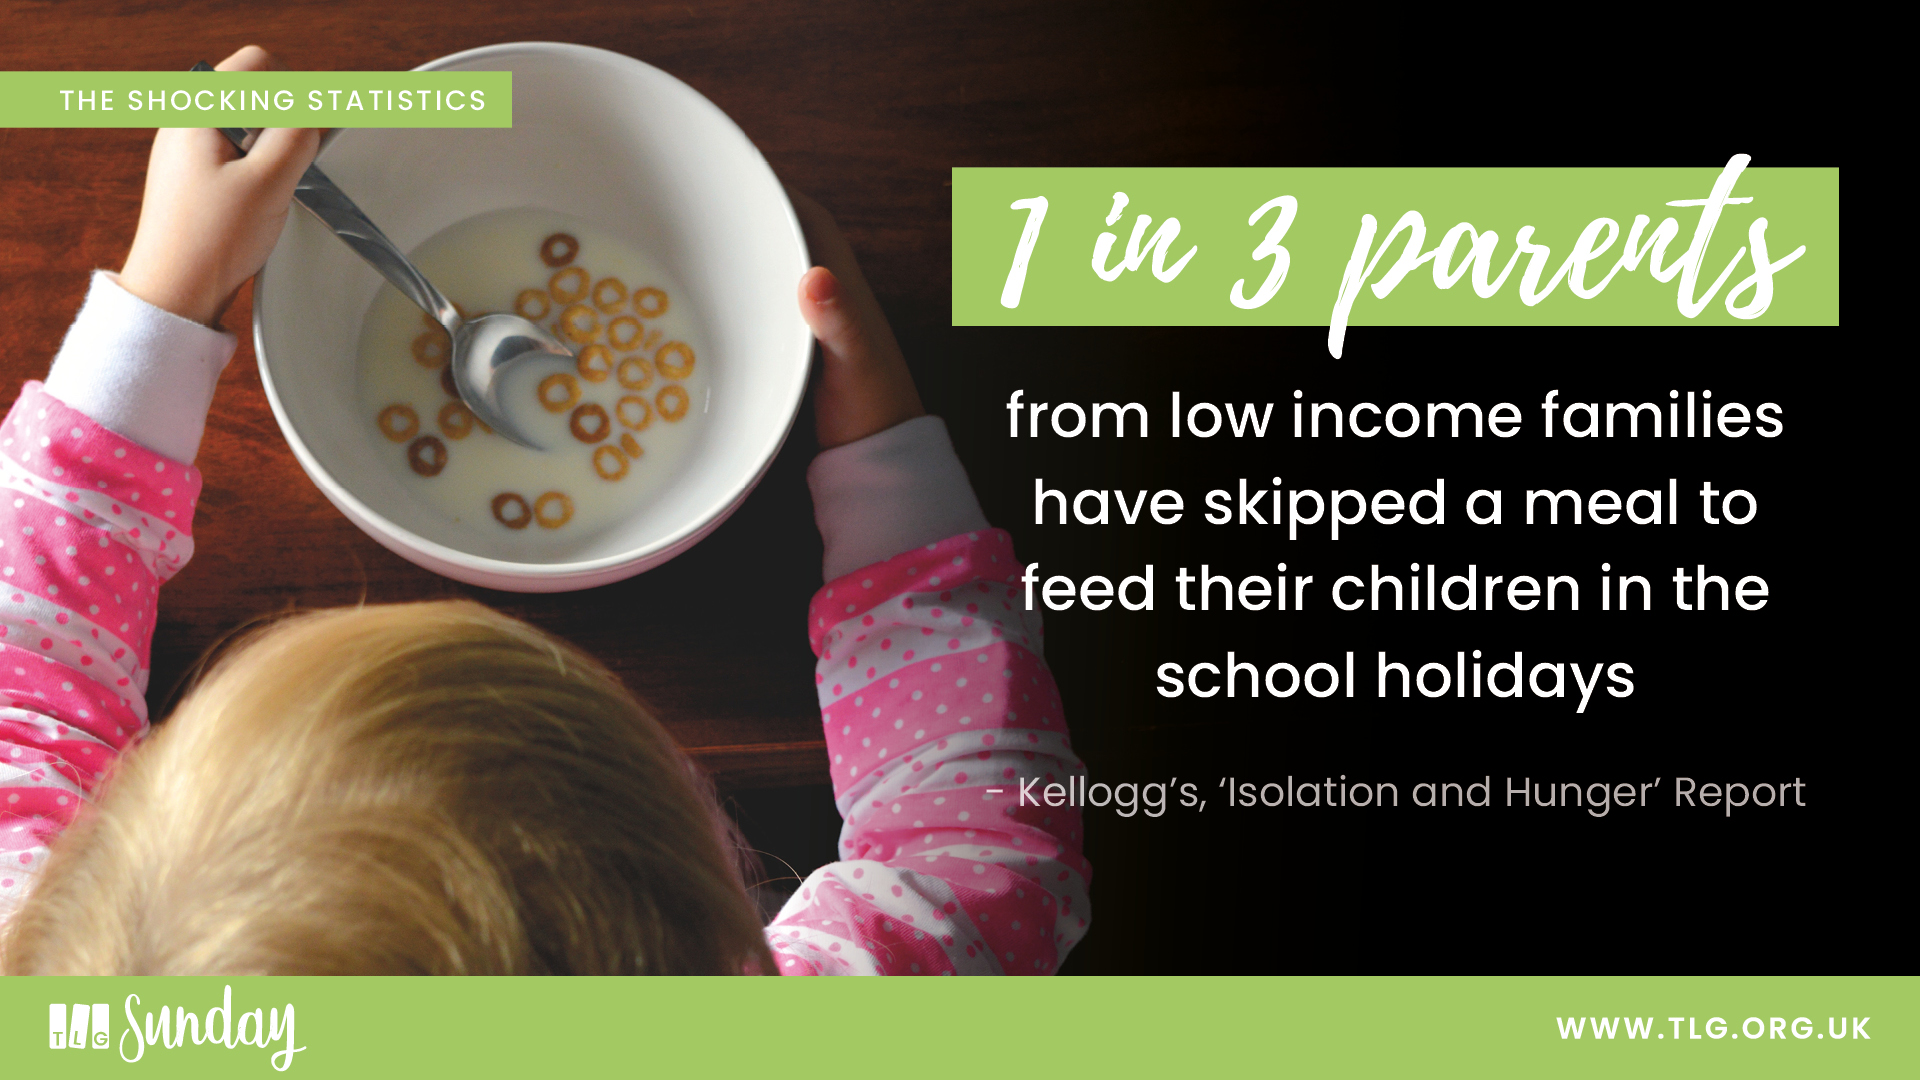 THE SHOCKING STATISTICS
1 in 3 parents
from low income families
have skipped a meal to
feed their children in the
school holidays
- Kellogg’s, ‘Isolation and Hunger’ Report
TLG Sunday
WWW.TLG.ORG.UK